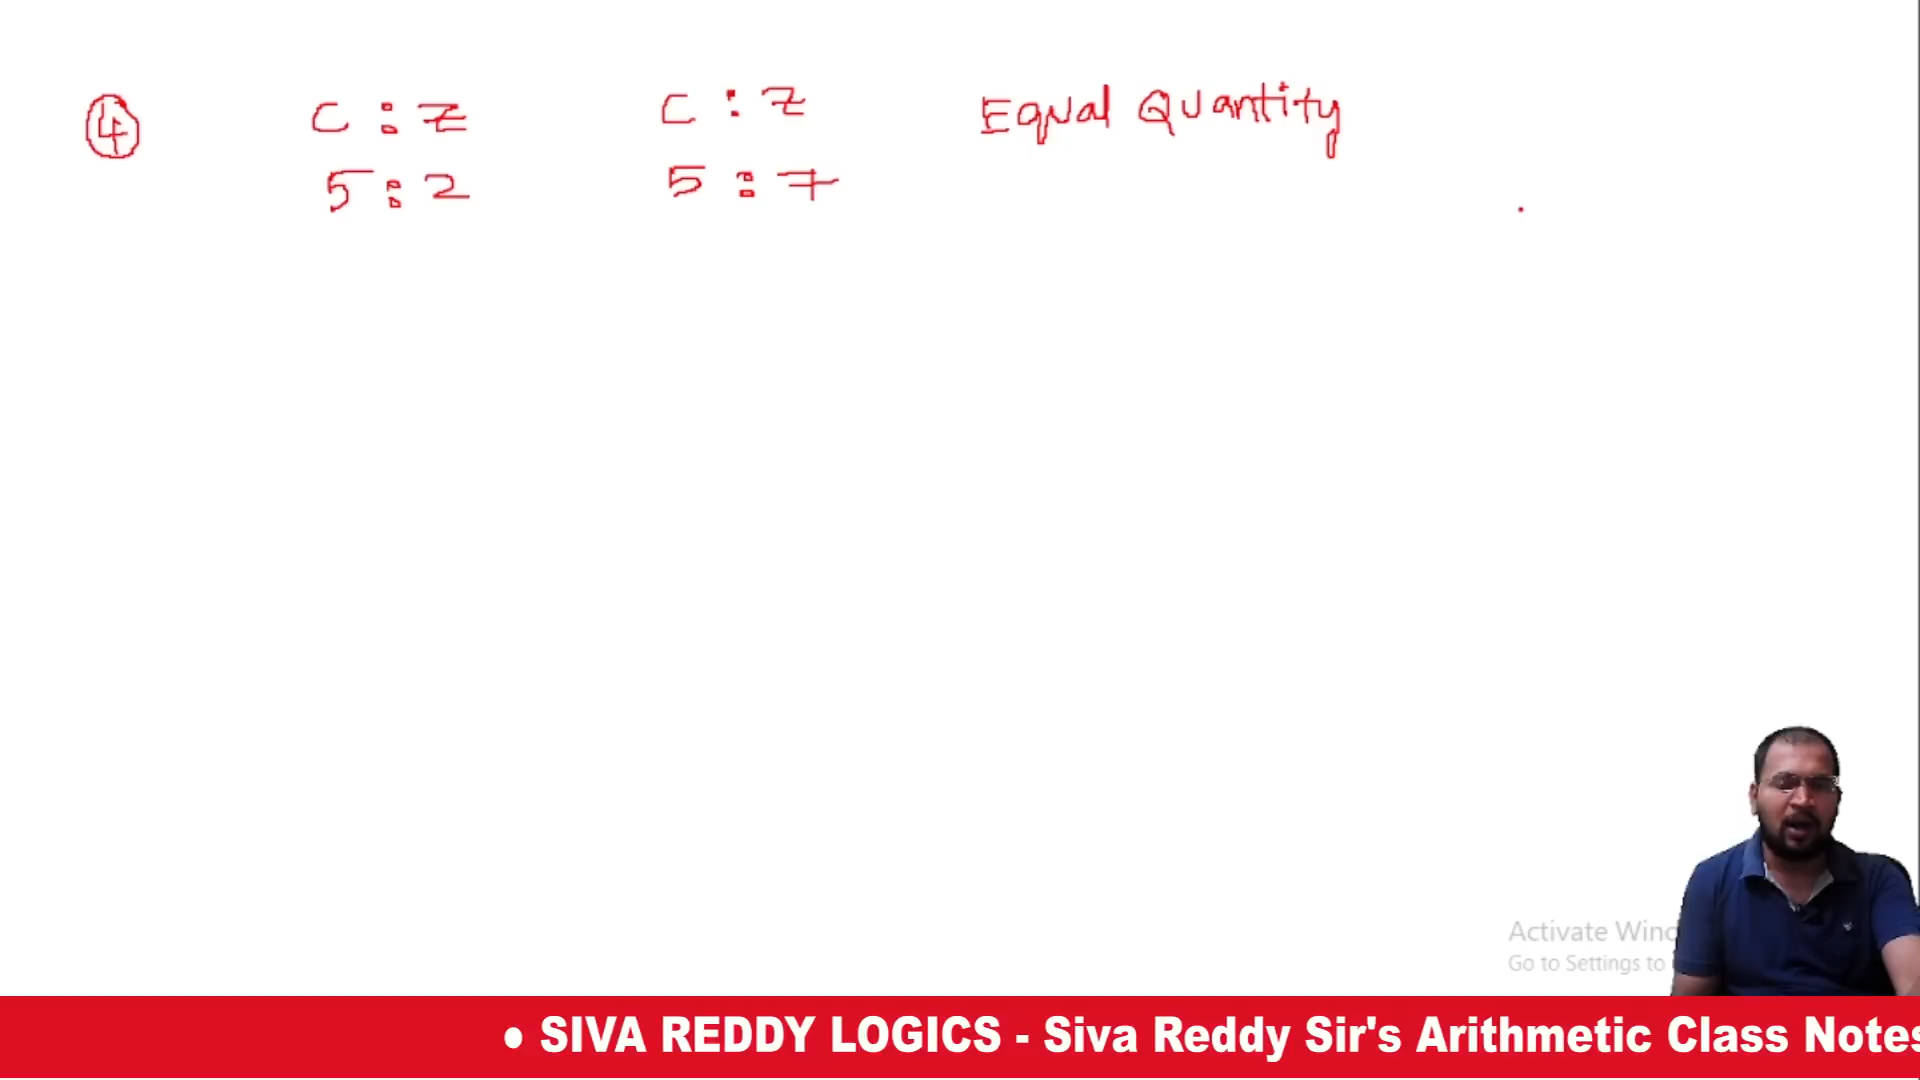 ④ C : Z C : Z Equal Quantity
5 : 2 5 : 7
Activate Wind
Go to Settings to
• SIVA REDDY LOGICS - Siva Reddy Sir's Arithmetic Class Notes